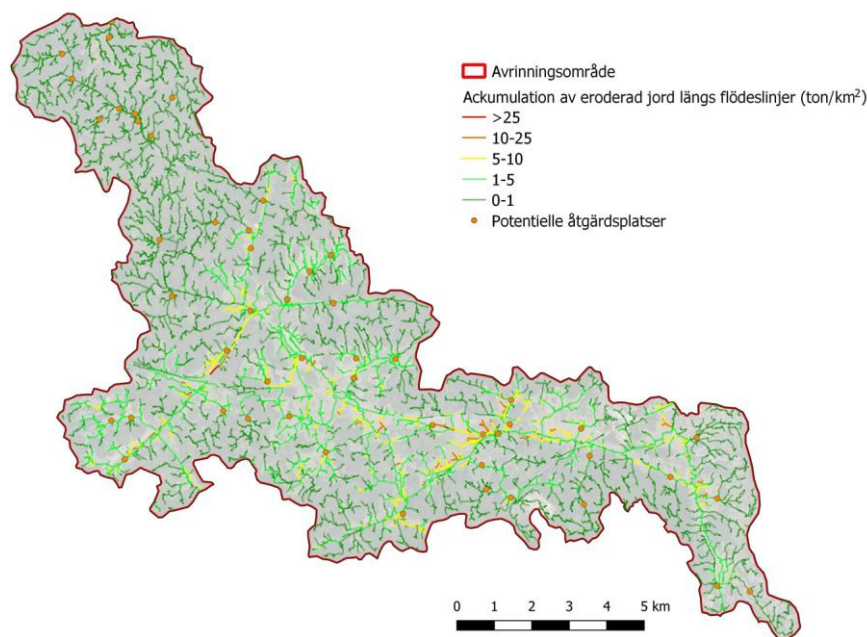 Avrinningsområde
Ackumulation av eroderad jord längs flödeslinjer (ton/km²)
>25
10-25
5-10
1-5
0-1
Potentielle åtgärdsplatser
0 1 2 3 4 5 km